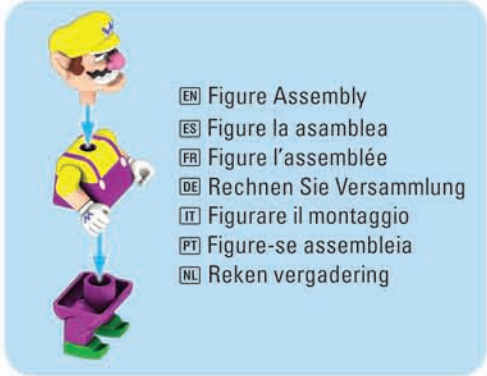 EN Figure Assembly
ES Figure la asamblea
FR Figure l'assemblée
DE Rechnen Sie Versammlung
IT Figurare il montaggio
PT Figure-se assembleia
NL Reken vergadering